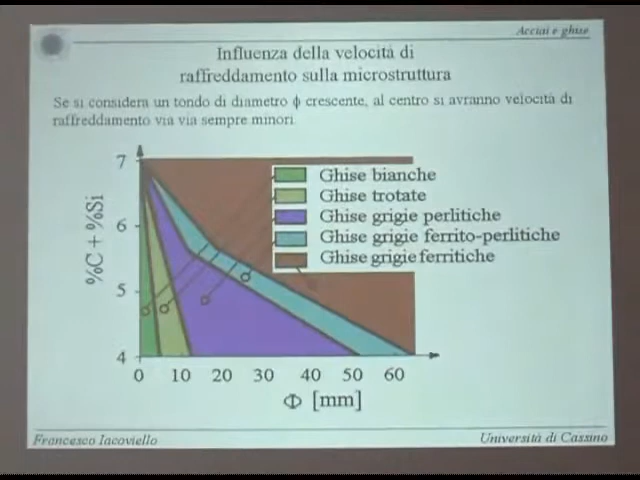 Acciai e ghise
Influenza della velocità di
raffreddamento sulla microstruttura
Se si considera un tondo di diametro ϕ crescente, al centro si avranno velocità di
raffreddamento via via sempre minori.
7
6
5
4
%C + %Si
Ghise bianche
Ghise trotate
Ghise grigie perlitiche
Ghise grigie ferrito-perlitiche
Ghise grigie ferritiche
0 10 20 30 40 50 60
Φ [mm]
Francesco Iacoviello
Università di Cassino